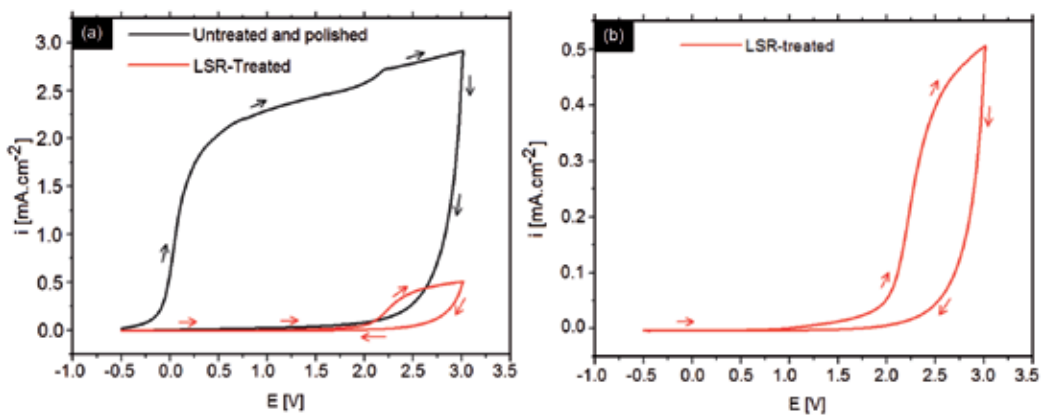 (a)
Untreated and polished
LSR-Treated
3.0
2.5
2.0
1.5
1.0
0.5
0.0
i [mA.cm-2]
-1.0 -0.5 0.0 0.5 1.0 1.5 2.0 2.5 3.0 3.5
E [V]
(b)
LSR-treated
0.5
0.4
0.3
0.2
0.1
0.0
i [mA.cm-2]
-1.0 -0.5 0.0 0.5 1.0 1.5 2.0 2.5 3.0 3.5
E [V]